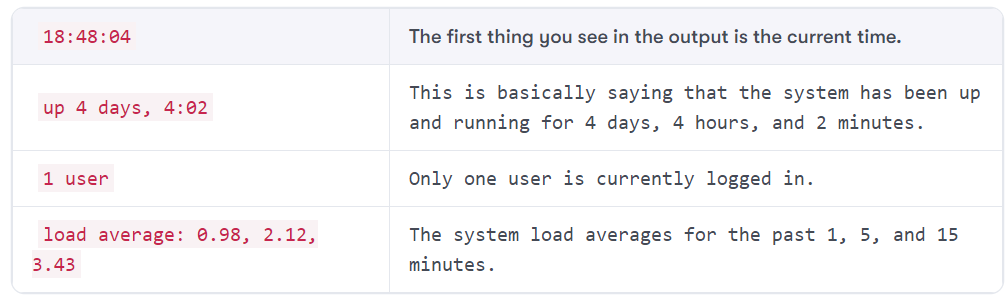 18:48:04
The first thing you see in the output is the current time.
up 4 days, 4:02
This is basically saying that the system has been up
and running for 4 days, 4 hours, and 2 minutes.
1 user
Only one user is currently logged in.
load average: 0.98, 2.12,
3.43
The system load averages for the past 1, 5, and 15
minutes.